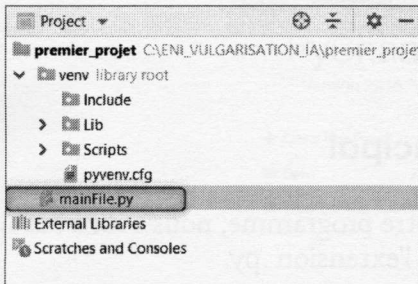 Project
premier_projet C:\ENI_VULGARISATION_IA\premier_projet
venv library root
Include
Lib
Scripts
pyvenv.cfg
mainFile.py
External Libraries
Scratches and Consoles